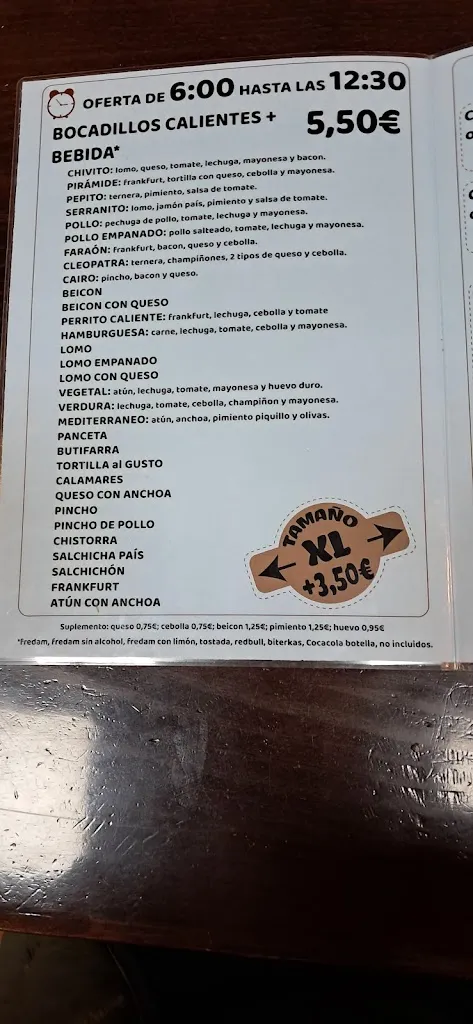 OFERTA DE 6:00 HASTA LAS 12:30
BOCADILLOS CALIENTES + 5,50€
BEBIDA*
CHIVITO: lomo, queso, tomate, lechuga, mayonesa y bacon.
PIRÁMIDE: frankfurt, tortilla con queso, cebolla y mayonesa.
PEPITO: ternera, pimiento, salsa de tomate.
SERRANITO: lomo, jamón país, pimiento y salsa de tomate.
POLLO: pechuga de pollo, tomate, lechuga y mayonesa.
POLLO EMPANADO: pollo salteado, tomate, lechuga y mayonesa.
FARAÓN: frankfurt, bacon, queso y cebolla.
CLEOPATRA: ternera, champiñones, 2 tipos de queso y cebolla.
CAIRO: pincho, bacon y queso.
BEICON
BEICON CON QUESO
PERRITO CALIENTE: frankfurt, lechuga, cebolla y tomate
HAMBURGUESA: carne, lechuga, tomate, cebolla y mayonesa.
LOMO
LOMO EMPANADO
LOMO CON QUESO
VEGETAL: atún, lechuga, tomate, mayonesa y huevo duro.
VERDURA: lechuga, tomate, cebolla, champiñon y mayonesa.
MEDITERRANEO: atún, anchoa, pimiento piquillo y olivas.
PANCETA
BUTIFARRA
TORTILLA al GUSTO
CALAMARES
QUESO CON ANCHOA
PINCHO
PINCHO DE POLLO
CHISTORRA
SALCHICHA PAÍS
SALCHICHÓN
FRANKFURT
ATÚN CON ANCHOA
TAMAÑO
XL
+3,50€
Suplemento: queso 0,75€; cebolla 0,75€; beicon 1,25€; pimiento 1,25€; huevo 0,95€
*fredam, fredam sin alcohol, fredam con limón, tostada, redbull, biterkas, Cocacola botella, no incluidos.